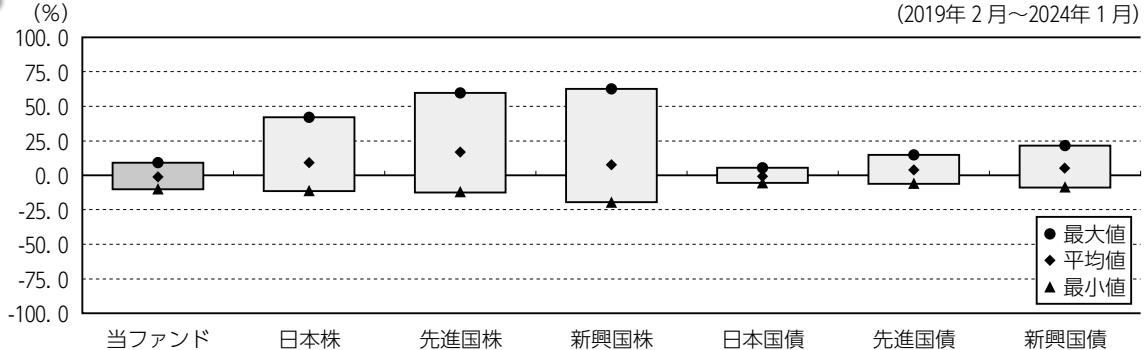 (%)
(2019年2月～2024年1月)
100.0
75.0
50.0
25.0
0.0
-25.0
-50.0
-75.0
-100.0
最大値
平均値
最小値
当ファンド 日本株 先進国株 新興国株 日本国債 先進国債 新興国債